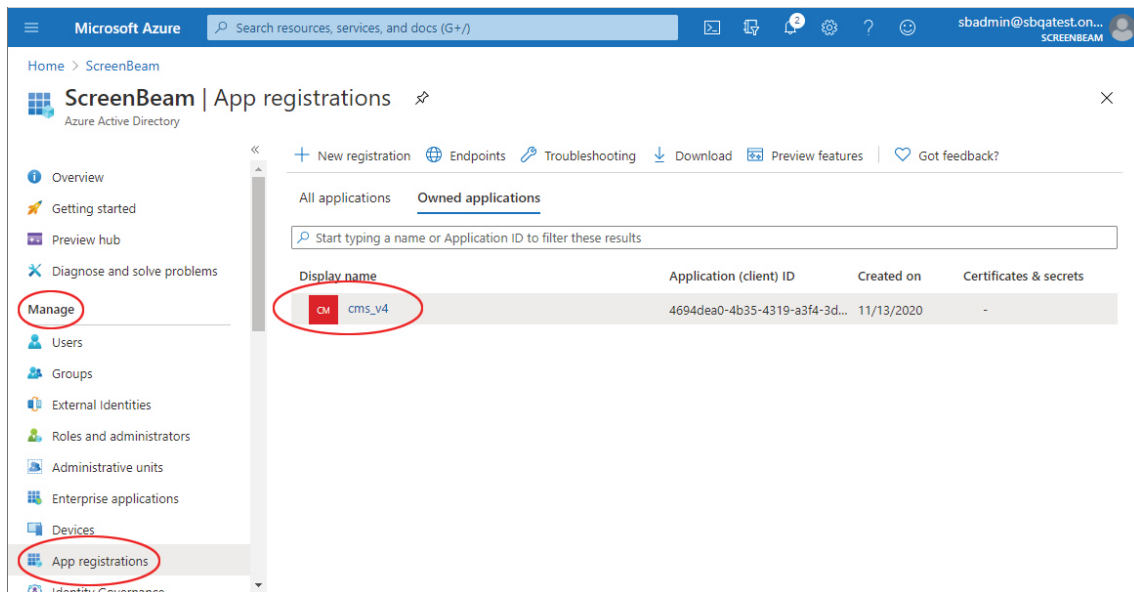 Microsoft Azure
Search resources, services, and docs (G+/)
2
sbadmin@sbqatest.on...
SCREENBEAM
Home > ScreenBeam
ScreenBeam | App registrations
Azure Active Directory
New registration
Endpoints
Troubleshooting
Download
Preview features
Got feedback?
Overview
Getting started
Preview hub
Diagnose and solve problems
Manage
Users
Groups
External Identities
Roles and administrators
Administrative units
Enterprise applications
Devices
App registrations
Identity Governance
All applications
Owned applications
Start typing a name or Application ID to filter these results
Display name Application (client) ID Created on Certificates & secrets
CM cms_v4 4694dea0-4b35-4319-a3f4-3d... 11/13/2020 -